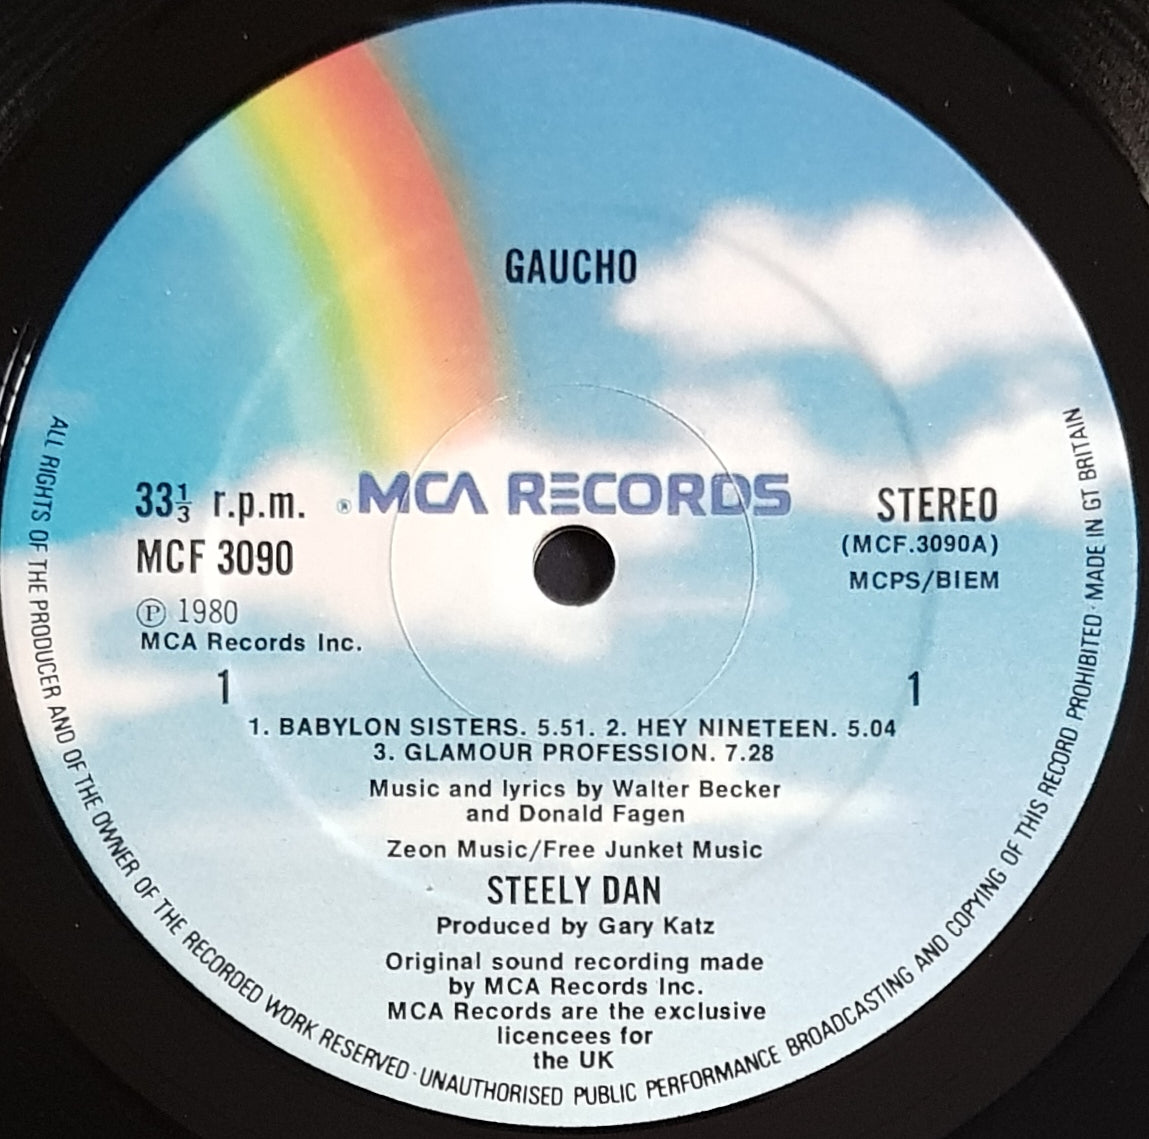 GAUCHO
® MCA RECORDS
33⅓ r.p.m.
MCF 3090
Ⓟ 1980
MCA Records Inc.
STEREO
(MCF.3090A)
MCPS/BIEM
1
1
1. BABYLON SISTERS. 5.51. 2. HEY NINETEEN. 5.04
3. GLAMOUR PROFESSION. 7.28
Music and lyrics by Walter Becker
and Donald Fagen
Zeon Music/Free Junket Music
STEELY DAN
Produced by Gary Katz
Original sound recording made
by MCA Records Inc.
MCA Records are the exclusive
licencees for
the UK
ALL RIGHTS OF THE PRODUCER AND OF THE OWNER OF THE RECORDED WORK RESERVED · UNAUTHORISED PUBLIC PERFORMANCE BROADCASTING AND COPYING OF THIS RECORD PROHIBITED · MADE IN GT BRITAIN